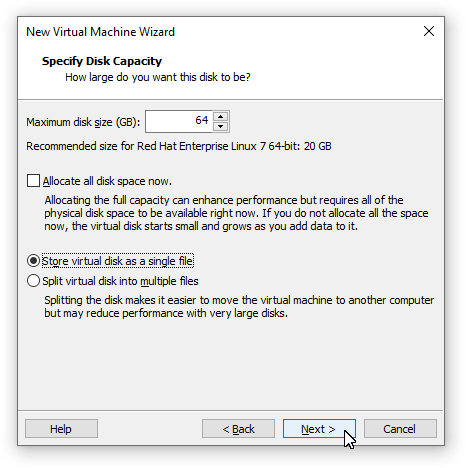 New Virtual Machine Wizard
Specify Disk Capacity
How large do you want this disk to be?
Maximum disk size (GB): 64
Recommended size for Red Hat Enterprise Linux 7 64-bit: 20 GB
Allocate all disk space now.
Allocating the full capacity can enhance performance but requires all of the
physical disk space to be available right now. If you do not allocate all the space
now, the virtual disk starts small and grows as you add data to it.
Store virtual disk as a single file
Split virtual disk into multiple files
Splitting the disk makes it easier to move the virtual machine to another computer
but may reduce performance with very large disks.
Help < Back Next > Cancel